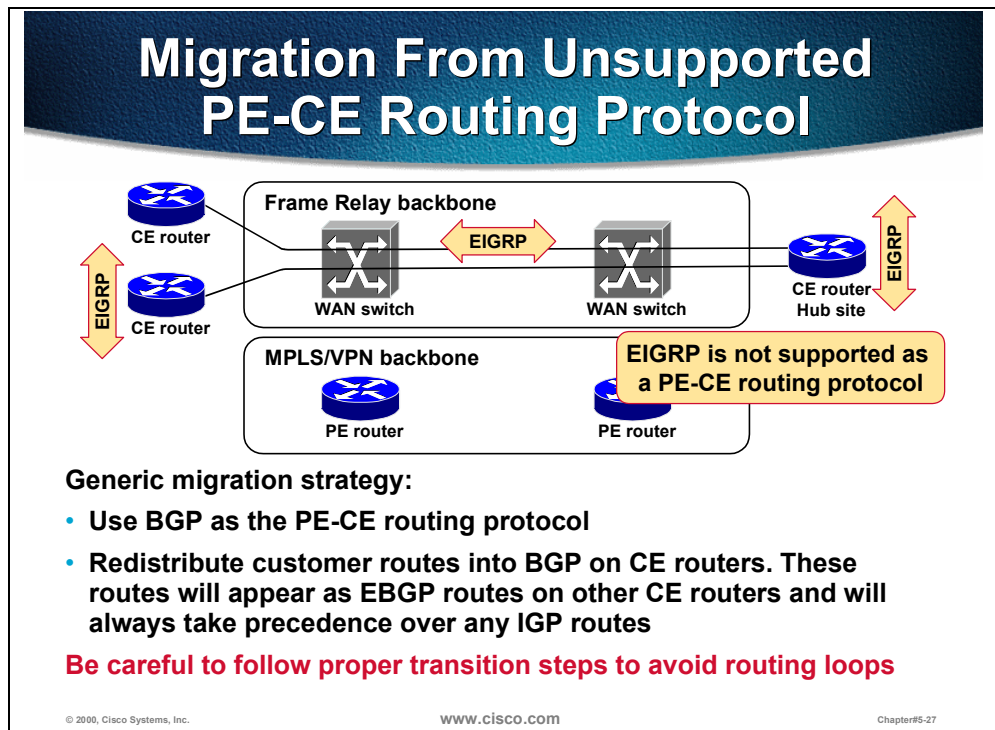 Migration From Unsupported
PE-CE Routing Protocol
Frame Relay backbone
CE router
EIGRP
EIGRP
EIGRP
CE router
WAN switch
WAN switch
CE router
Hub site
MPLS/VPN backbone
EIGRP is not supported as
a PE-CE routing protocol
PE router
PE router
Generic migration strategy:
• Use BGP as the PE-CE routing protocol
• Redistribute customer routes into BGP on CE routers. These
routes will appear as EBGP routes on other CE routers and will
always take precedence over any IGP routes
Be careful to follow proper transition steps to avoid routing loops
© 2000, Cisco Systems, Inc.
www.cisco.com
Chapter#5-27